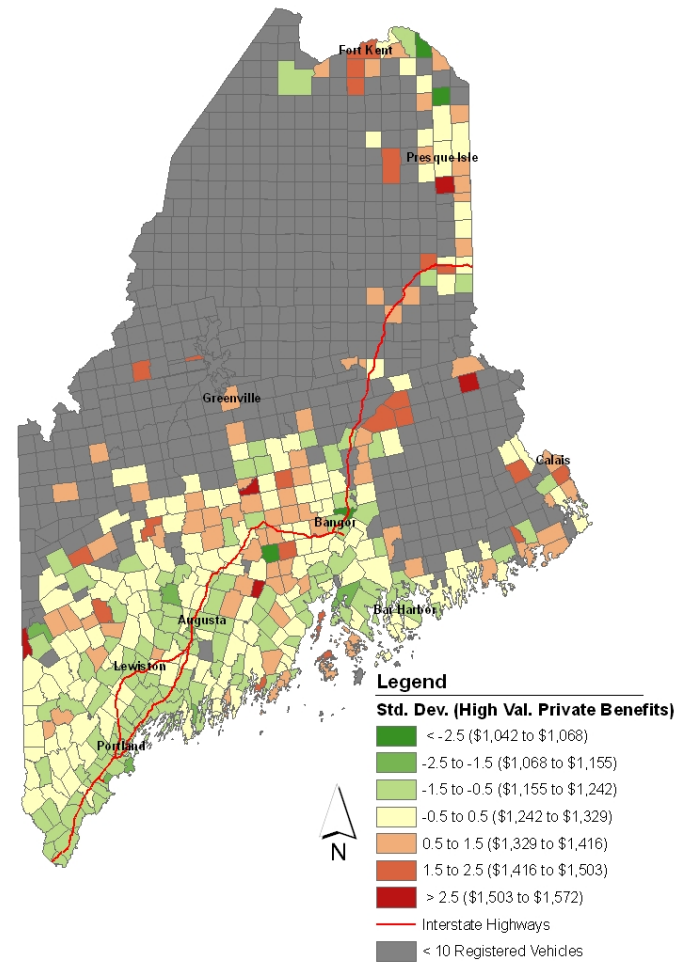 Fort Kent
Presque Isle
Greenville
Calais
Bangor
Bar Harbor
Augusta
Lewiston
Portland
N
Legend
Std. Dev. (High Val. Private Benefits)
< -2.5 ($1,042 to $1,068)
-2.5 to -1.5 ($1,068 to $1,155)
-1.5 to -0.5 ($1,155 to $1,242)
-0.5 to 0.5 ($1,242 to $1,329)
0.5 to 1.5 ($1,329 to $1,416)
1.5 to 2.5 ($1,416 to $1,503)
> 2.5 ($1,503 to $1,572)
Interstate Highways
< 10 Registered Vehicles